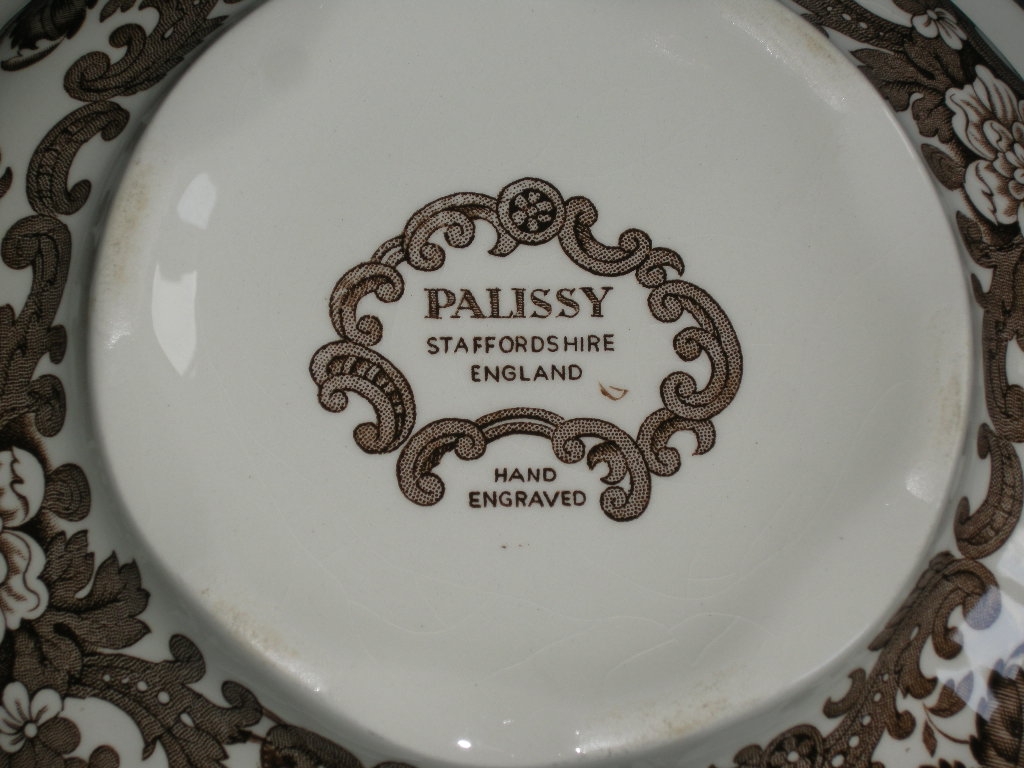 PALISSY
STAFFORDSHIRE
ENGLAND
HAND
ENGRAVED